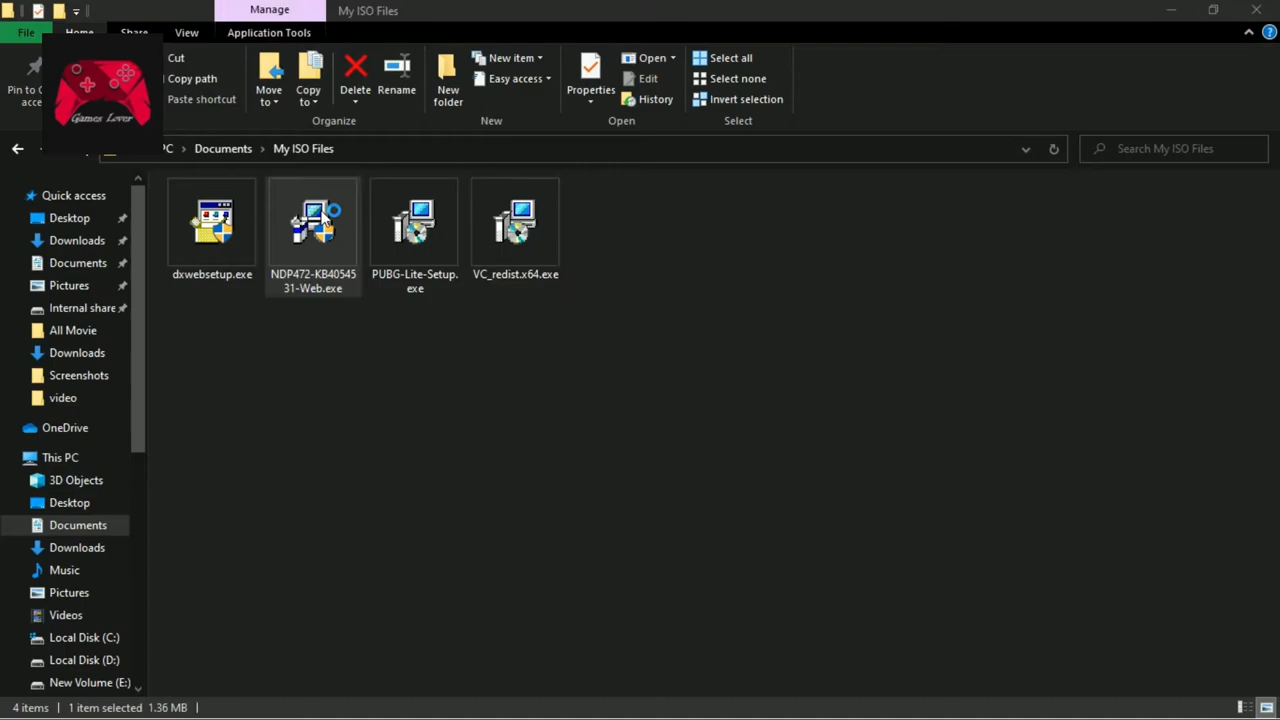 Manage
My ISO Files
File
Home
Share
View
Application Tools
Games Lover
Cut
Copy path
Paste shortcut
Move
to
Copy
to
Delete
Rename
Organize
New
folder
New item
Easy access
New
Properties
Open
Edit
History
Open
Select all
Select none
Invert selection
Select
PC
Documents
My ISO Files
Search My ISO Files
Quick access
Desktop
Downloads
Documents
Pictures
Internal share
All Movie
Downloads
Screenshots
video
OneDrive
This PC
3D Objects
Desktop
Documents
Downloads
Music
Pictures
Videos
Local Disk (C:)
Local Disk (D:)
New Volume (E:)
dxwebsetup.exe
NDP472-KB40545
31-Web.exe
PUBG-Lite-Setup.
exe
VC_redist.x64.exe
4 items
1 item selected 1.36 MB